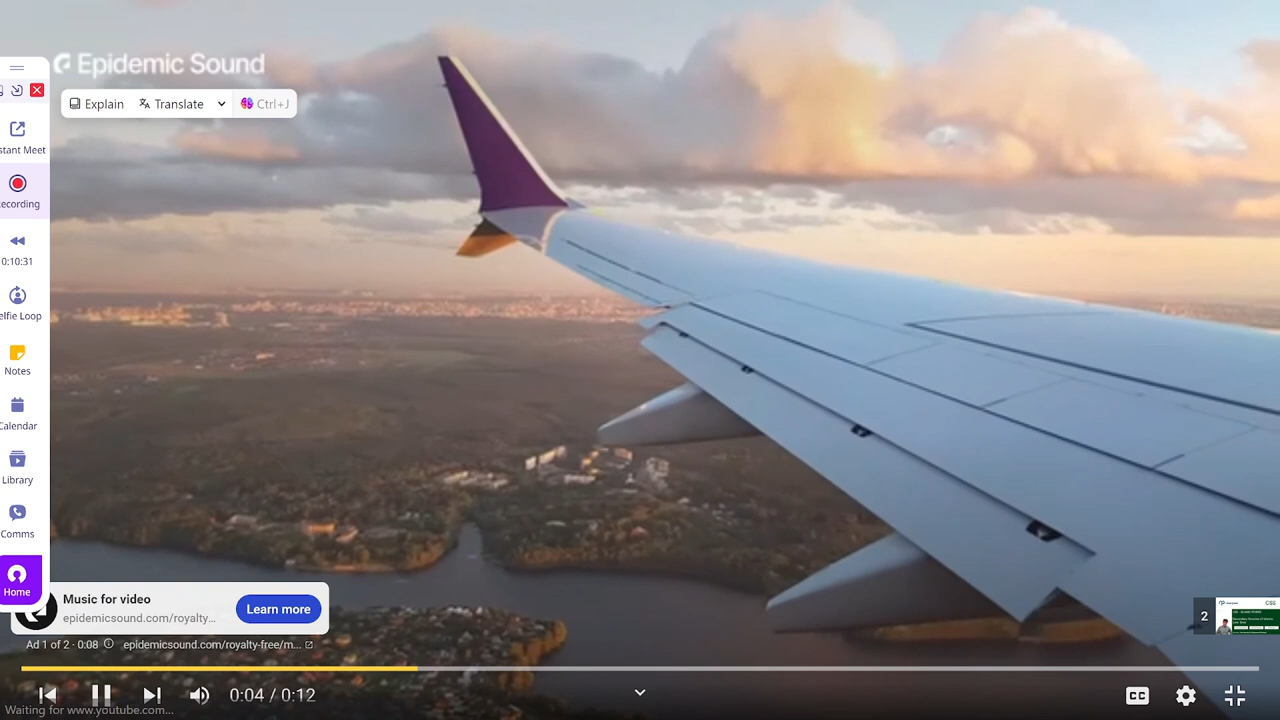 Epidemic Sound
Explain Translate Ctrl+J
stant Meet
ecording
0:10:31
elfie Loop
Notes
Calendar
Library
Comms
Home
Music for video
epidemicsound.com/royalty...
Learn more
Ad 1 of 2 · 0:08 epidemicsound.com/royalty-free/m...
2
CSS
0:04 / 0:12
CC
Waiting for www.youtube.com...